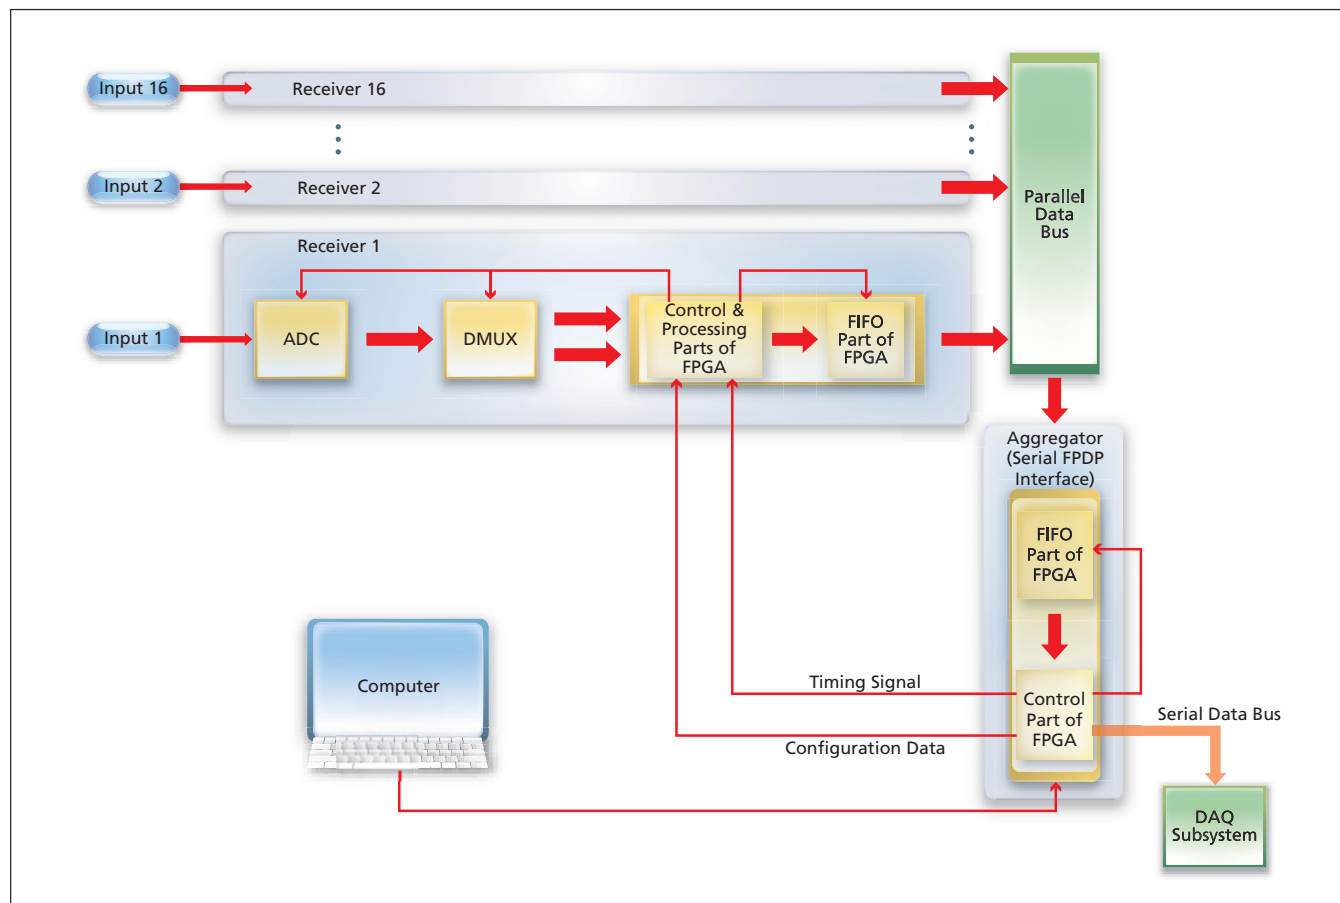 Input 16
Receiver 16
Input 2
Receiver 2
Parallel
Data
Bus
Receiver 1
Input 1
ADC
DMUX
Control &
Processing
Parts of
FPGA
FIFO
Part of
FPGA
Aggregator
(Serial FPDP
Interface)
FIFO
Part of
FPGA
Computer
Timing Signal
Control
Part of
FPGA
Serial Data Bus
Configuration Data
DAQ
Subsystem